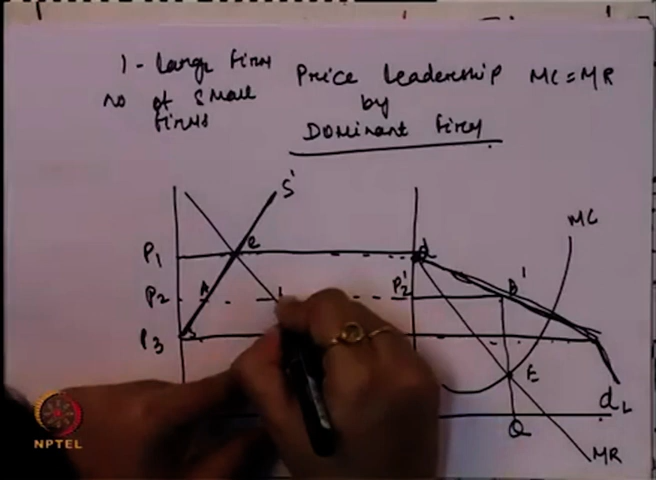 1 - Large firm
no of small
firms
Price Leadership
by
Dominant firm
MC = MR
S'
MC
P1
e
d
P2
A
P2'
B'
P3
S
E
dL
Q
MR
NPTEL